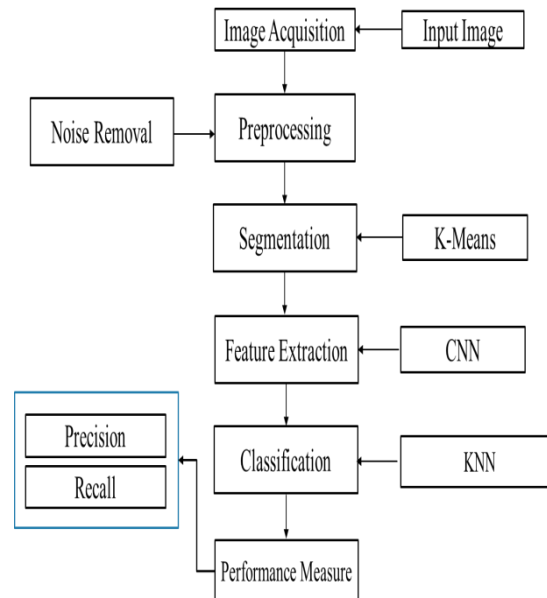 Image Acquisition
Input Image
Noise Removal
Preprocessing
Segmentation
K-Means
Feature Extraction
CNN
Precision
Recall
Classification
KNN
Performance Measure